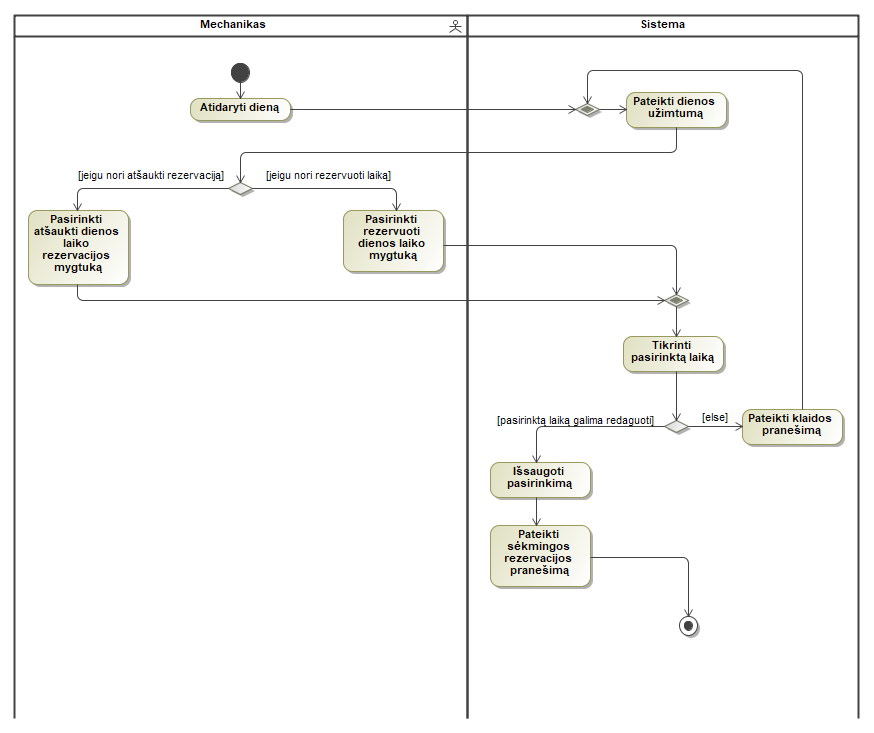 Mechanikas
Sistema
Atidaryti dieną
Pateikti dienos
užimtumą
[jeigu nori atšaukti rezervaciją]
[jeigu nori rezervuoti laiką]
Pasirinkti
atšaukti dienos
laiko
rezervacijos
mygtuką
Pasirinkti
rezervuoti
dienos laiko
mygtuką
Tikrinti
pasirinktą laiką
[pasirinktą laiką galima redaguoti]
[else]
Pateikti klaidos
pranešimą
Išsaugoti
pasirinkimą
Pateikti
sėkmingos
rezervacijos
pranešimą